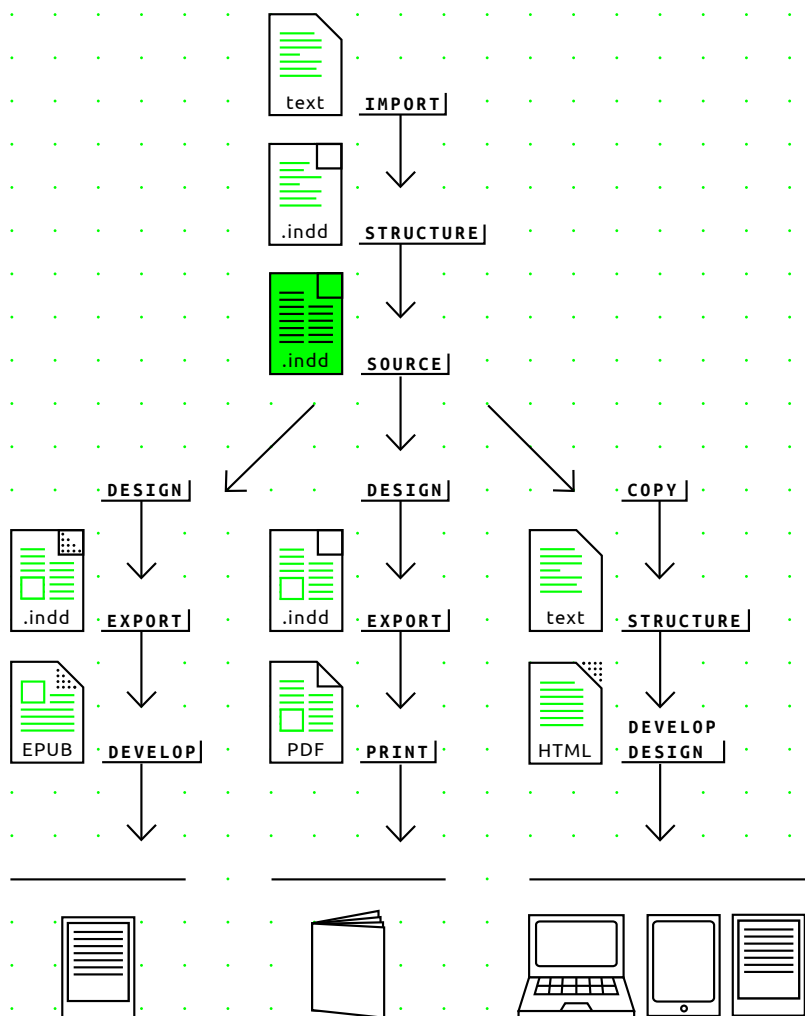 text
IMPORT
.indd
STRUCTURE
.indd
SOURCE
DESIGN
DESIGN
COPY
.indd
EXPORT
.indd
EXPORT
text
STRUCTURE
EPUB
DEVELOP
PDF
PRINT
HTML
DEVELOP
DESIGN